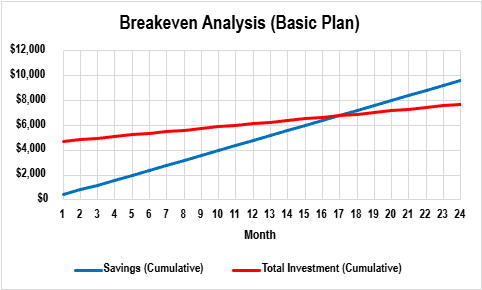 Breakeven Analysis (Basic Plan)
$12,000
$10,000
$8,000
$6,000
$4,000
$2,000
$0
1 2 3 4 5 6 7 8 9 10 11 12 13 14 15 16 17 18 19 20 21 22 23 24
Month
Savings (Cumulative) Total Investment (Cumulative)